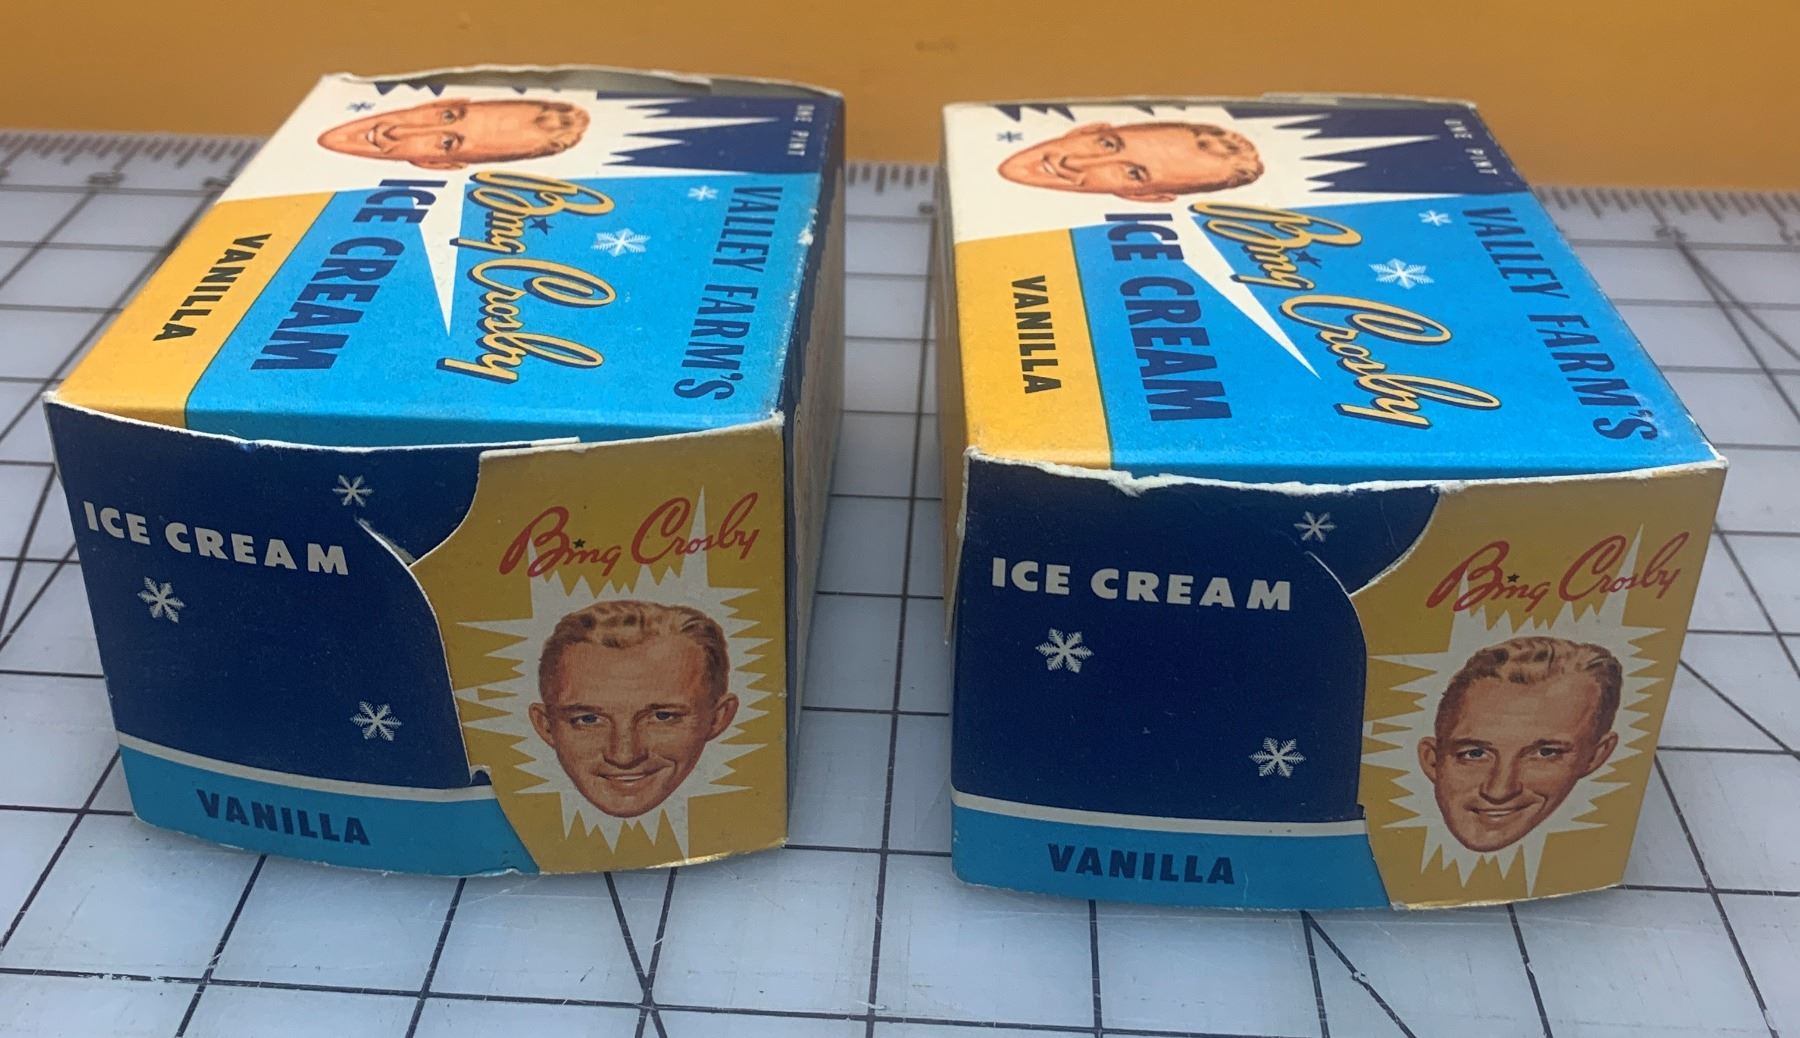 ONE PINT
VALLEY FARM'S
Bing Crosby
ICE CREAM
VANILLA
ICE CREAM
Bing Crosby
VANILLA
ONE PINT
VALLEY FARM'S
Bing Crosby
ICE CREAM
VANILLA
ICE CREAM
Bing Crosby
VANILLA